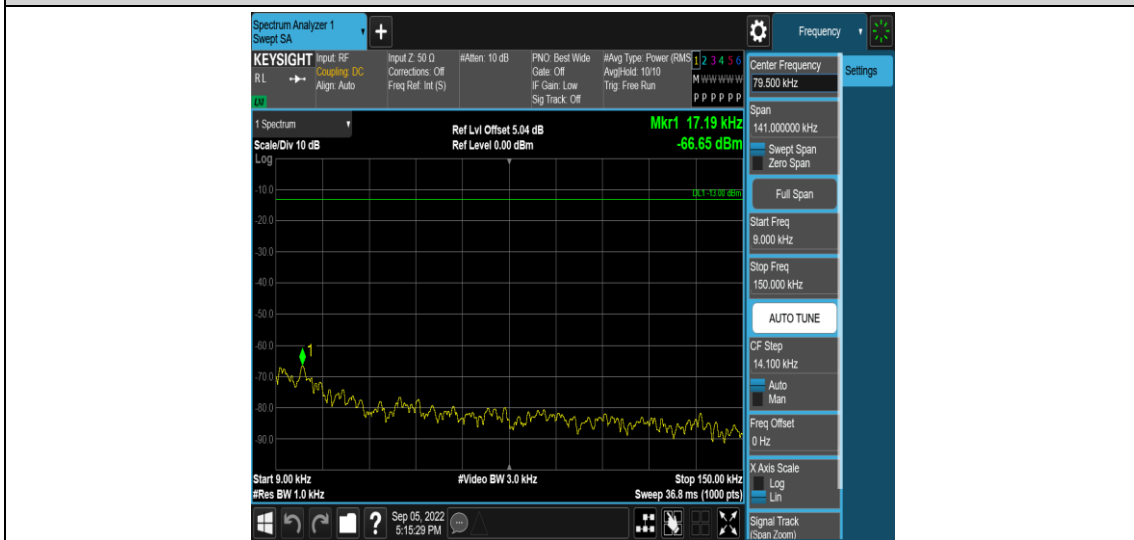 Spectrum Analyzer 1
Swept SA
+
Frequency
KEYSIGHT
RL
LXI
Input: RF
Coupling: DC
Align: Auto
Input Z: 50 Ω
Corrections: Off
Freq Ref: Int (S)
#Atten: 10 dB
PNO: Best Wide
Gate: Off
IF Gain: Low
Sig Track: Off
#Avg Type: Power (RMS
Avg|Hold: 10/10
Trig: Free Run
1 2 3 4 5 6
M W W W W W
P P P P P P
1 Spectrum
Scale/Div 10 dB
Log
Ref Lvl Offset 5.04 dB
Ref Level 0.00 dBm
Mkr1 17.19 kHz
-66.65 dBm
DL1 -13.00 dBm
-10.0
-20.0
-30.0
-40.0
-50.0
-60.0
-70.0
-80.0
-90.0
1
Start 9.00 kHz
#Res BW 1.0 kHz
#Video BW 3.0 kHz
Stop 150.00 kHz
Sweep 36.8 ms (1000 pts)
Center Frequency
79.500 kHz
Span
141.000000 kHz
Swept Span
Zero Span
Full Span
Start Freq
9.000 kHz
Stop Freq
150.000 kHz
AUTO TUNE
CF Step
14.100 kHz
Auto
Man
Freq Offset
0 Hz
X Axis Scale
Log
Lin
Signal Track
(Span Zoom)
Settings
?
Sep 05, 2022
5:15:29 PM